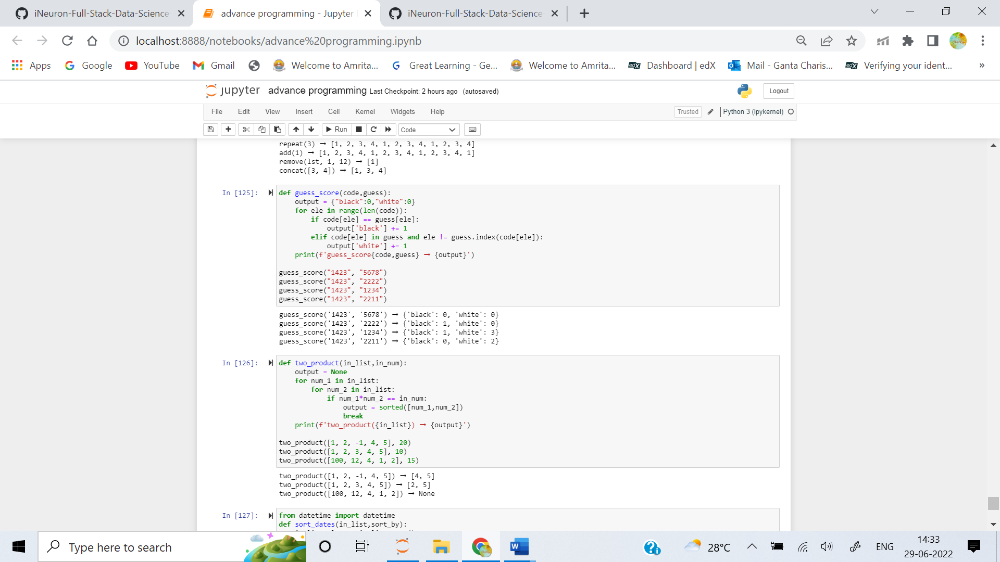 iNeuron-Full-Stack-Data-Science-
advance programming - Jupyter
iNeuron-Full-Stack-Data-Science-
localhost:8888/notebooks/advance%20programming.ipynb
Apps
Google
YouTube
Gmail
Welcome to Amrita...
Great Learning - Ge...
Welcome to Amrita...
Dashboard | edX
Mail - Ganta Charis...
Verifying your ident...
»
jupyter advance programming Last Checkpoint: 2 hours ago (autosaved)
Logout
File Edit View Insert Cell Kernel Widgets Help
Trusted
Python 3 (ipykernel)
Run
Code
repeat(3) ➞ [1, 2, 3, 4, 1, 2, 3, 4, 1, 2, 3, 4]
add(1) ➞ [1, 2, 3, 4, 1, 2, 3, 4, 1, 2, 3, 4, 1]
remove(lst, 1, 12) ➞ [1]
concat([3, 4]) ➞ [1, 3, 4]
In [125]:
def guess_score(code,guess):
    output = {"black":0,"white":0}
    for ele in range(len(code)):
        if code[ele] == guess[ele]:
            output['black'] += 1
        elif code[ele] in guess and ele != guess.index(code[ele]):
            output['white'] += 1
    print(f'guess_score{code,guess} ➞ {output}')
guess_score("1423", "5678")
guess_score("1423", "2222")
guess_score("1423", "1234")
guess_score("1423", "2211")
guess_score('1423', '5678') ➞ {'black': 0, 'white': 0}
guess_score('1423', '2222') ➞ {'black': 1, 'white': 0}
guess_score('1423', '1234') ➞ {'black': 1, 'white': 3}
guess_score('1423', '2211') ➞ {'black': 0, 'white': 2}
In [126]:
def two_product(in_list,in_num):
    output = None
    for num_1 in in_list:
        for num_2 in in_list:
            if num_1*num_2 == in_num:
                output = sorted([num_1,num_2])
                break
    print(f'two_product({in_list}) ➞ {output}')
two_product([1, 2, -1, 4, 5], 20)
two_product([1, 2, 3, 4, 5], 10)
two_product([100, 12, 4, 1, 2], 15)
two_product([1, 2, -1, 4, 5]) ➞ [4, 5]
two_product([1, 2, 3, 4, 5]) ➞ [2, 5]
two_product([100, 12, 4, 1, 2]) ➞ None
In [127]:
from datetime import datetime
def sort_dates(in_list,sort_by):
Type here to search
28°C
ENG
14:33
29-06-2022